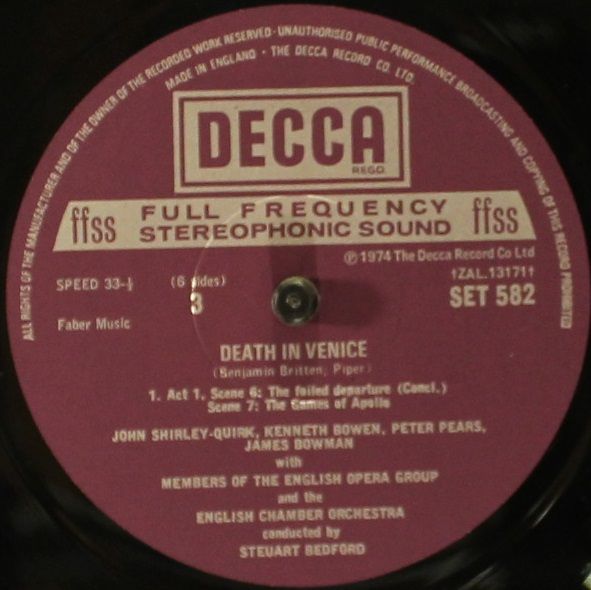 ALL RIGHTS OF THE MANUFACTURER AND OF THE OWNER OF THE RECORDED WORK RESERVED · UNAUTHORISED PUBLIC PERFORMANCE BROADCASTING AND COPYING OF THIS RECORD PROHIBITED
MADE IN ENGLAND · THE DECCA RECORD CO. LTD.
DECCA
REGD.
ffss FULL FREQUENCY ffss
STEREOPHONIC SOUND
℗ 1974 The Decca Record Co Ltd
SPEED 33-⅓ (6 sides) †ZAL.13171†
3 SET 582
Faber Music
DEATH IN VENICE
(Benjamin Britten, Piper)
1. Act 1, Scene 6: The foiled departure (Concl.)
Scene 7: The Games of Apollo
JOHN SHIRLEY-QUIRK, KENNETH BOWEN, PETER PEARS,
JAMES BOWMAN
with
MEMBERS OF THE ENGLISH OPERA GROUP
and the
ENGLISH CHAMBER ORCHESTRA
conducted by
STEUART BEDFORD